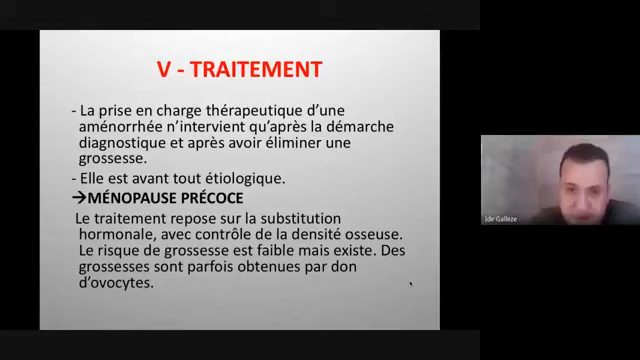 V - TRAITEMENT
- La prise en charge thérapeutique d'une
aménorrhée n'intervient qu'après la démarche
diagnostique et après avoir éliminer une
grossesse.
- Elle est avant tout étiologique.
→MÉNOPAUSE PRÉCOCE
Le traitement repose sur la substitution
hormonale, avec contrôle de la densité osseuse.
Le risque de grossesse est faible mais existe. Des
grossesses sont parfois obtenues par don
d'ovocytes.
Idir Galleze